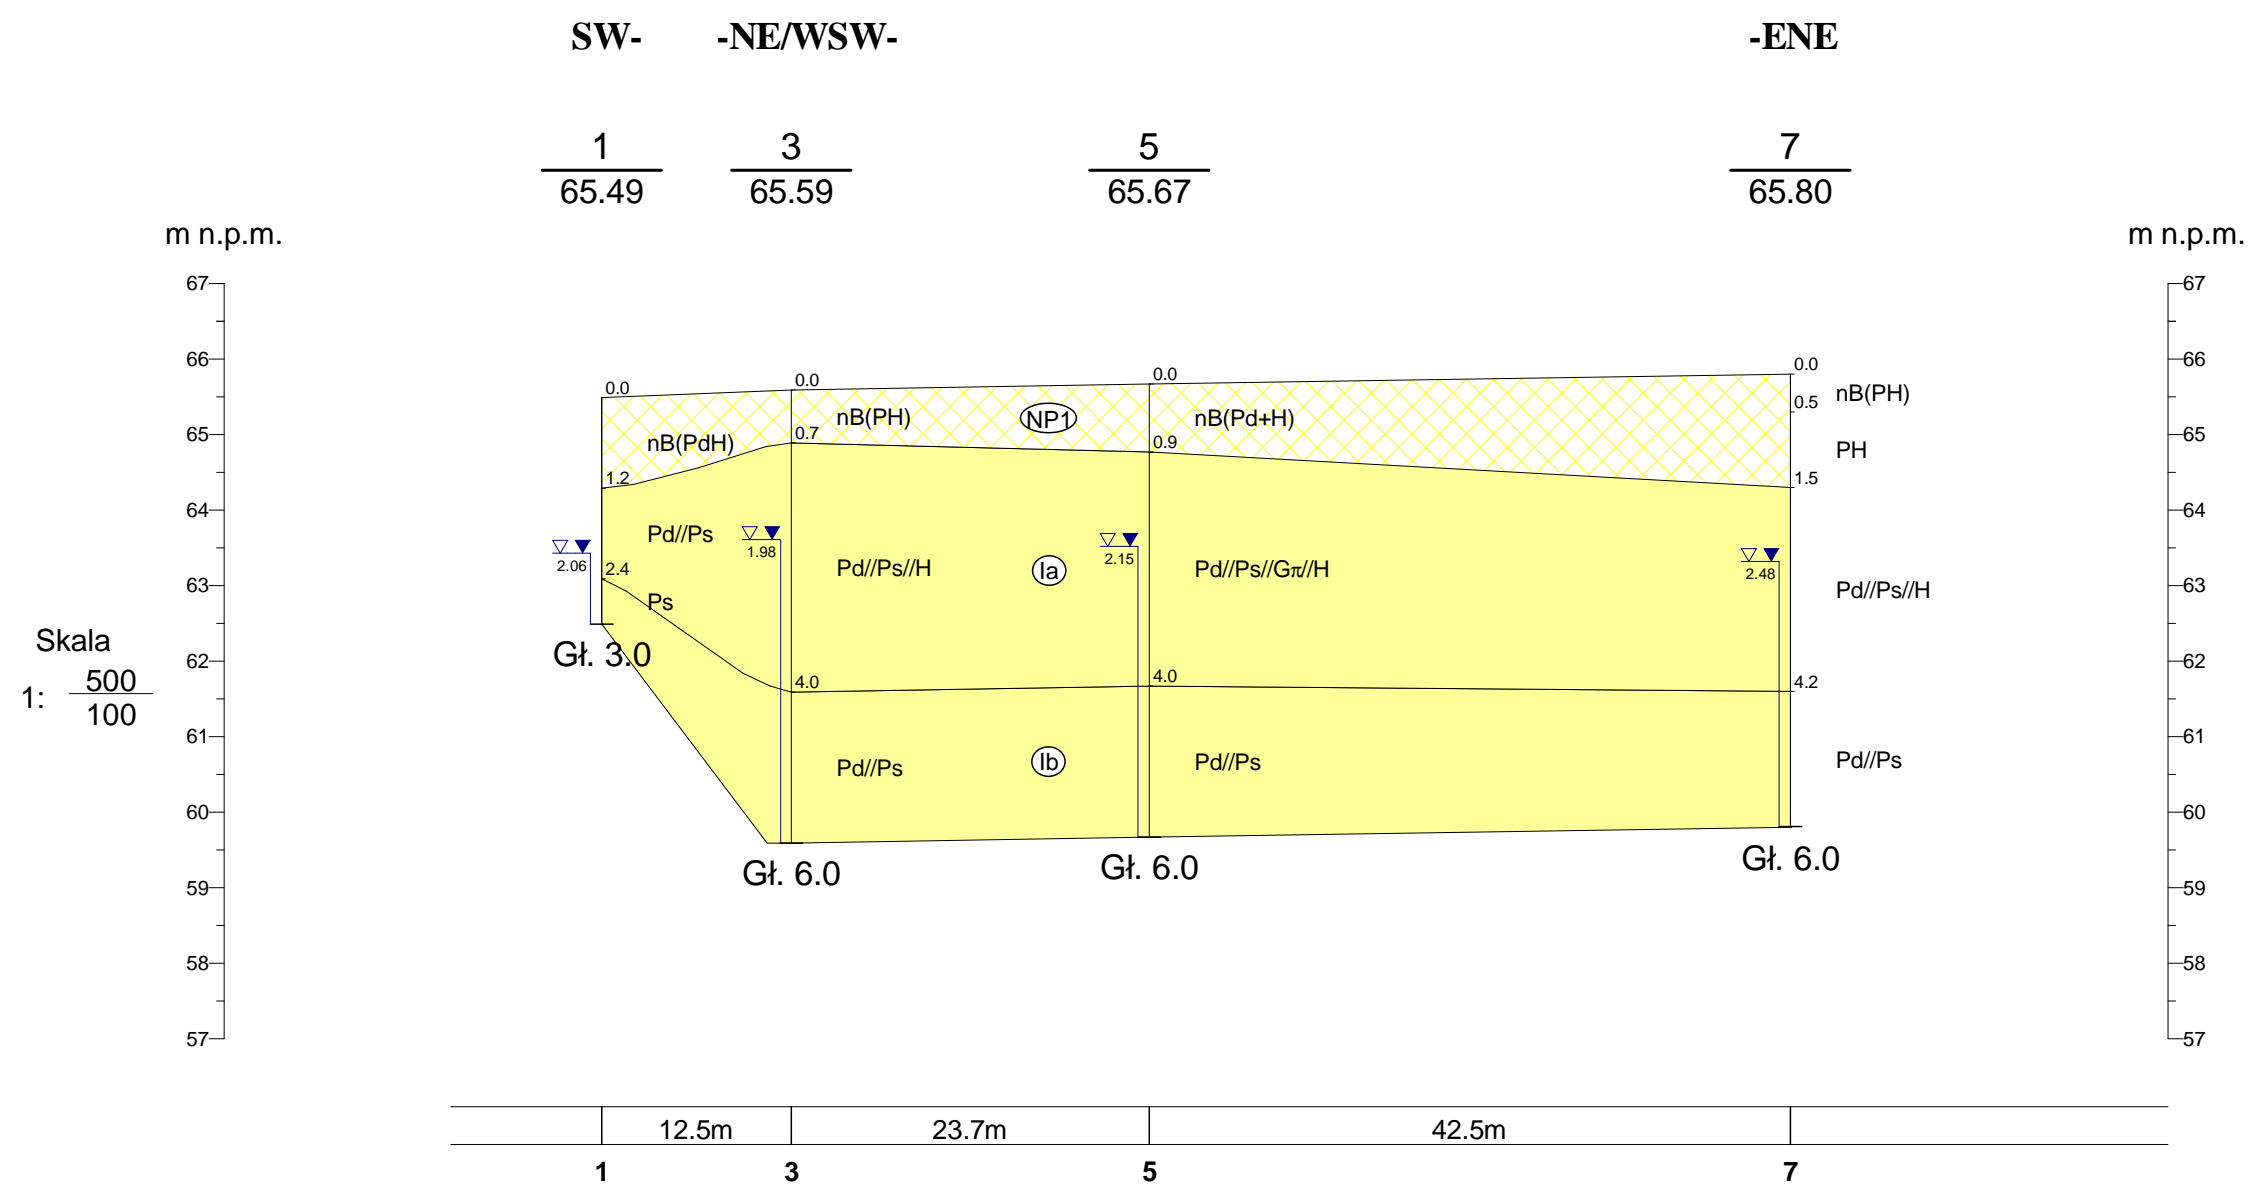 SW- -NE/WSW- -ENE
1 3 5 7
65.49 65.59 65.67 65.80
m n.p.m. m n.p.m.
67 67
66 66
65 65
64 64
63 63
62 62
61 61
60 60
59 59
58 58
57 57
0.0 0.0 0.0 0.0
nB(PH)
0.5
nB(PH) NP1 nB(Pd+H)
nB(PdH) 0.7 0.9 PH
1.2 1.5
Pd//Ps
2.06 1.98 2.15 2.48
2.4 Pd//Ps//H Ia Pd//Ps//Gπ//H
Pd//Ps//H
Ps
Gł. 3.0
Skala
1: 500
100
4.0 4.0 4.2
Pd//Ps Ib Pd//Ps Pd//Ps
Gł. 6.0 Gł. 6.0 Gł. 6.0
12.5m 23.7m 42.5m
1 3 5 7